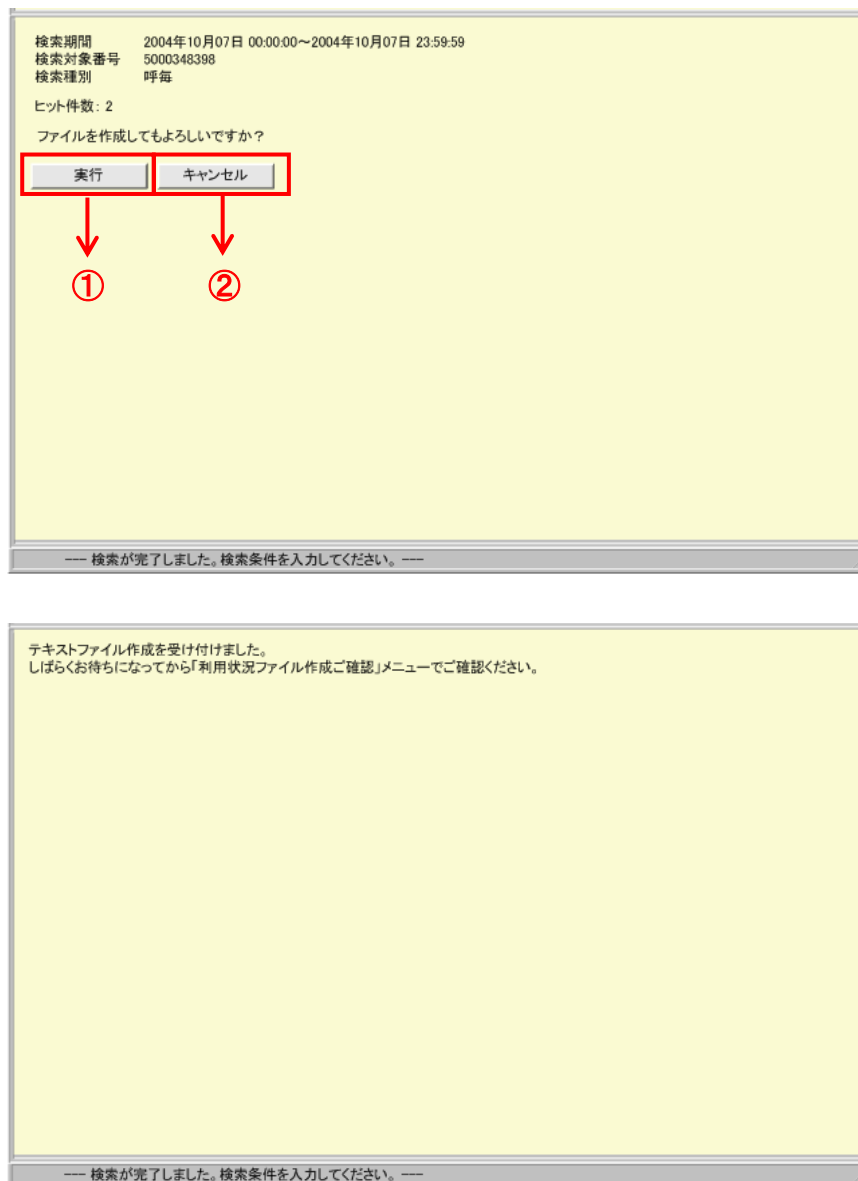 検索期間 2004年10月07日 00:00:00～2004年10月07日 23:59:59
検索対象番号 5000348398
検索種別 呼毎
ヒット件数: 2
ファイルを作成してもよろしいですか？
実行 キャンセル
① ②
--- 検索が完了しました。検索条件を入力してください。 ---
テキストファイル作成を受け付けました。
しばらくお待ちになってから「利用状況ファイル作成ご確認」メニューでご確認ください。
--- 検索が完了しました。検索条件を入力してください。 ---